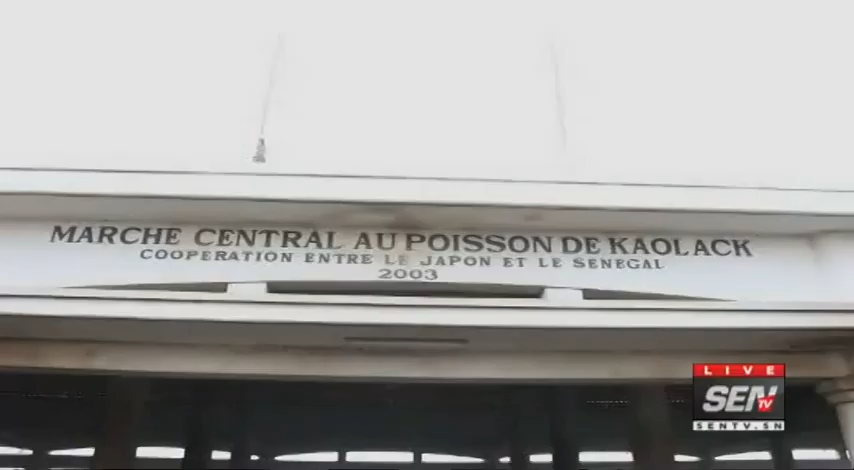 MARCHE CENTRAL AU POISSON DE KAOLACK
COOPERATION ENTRE LE JAPON ET LE SENEGAL
2003
LIVE
SEN TV
SENTV.SN